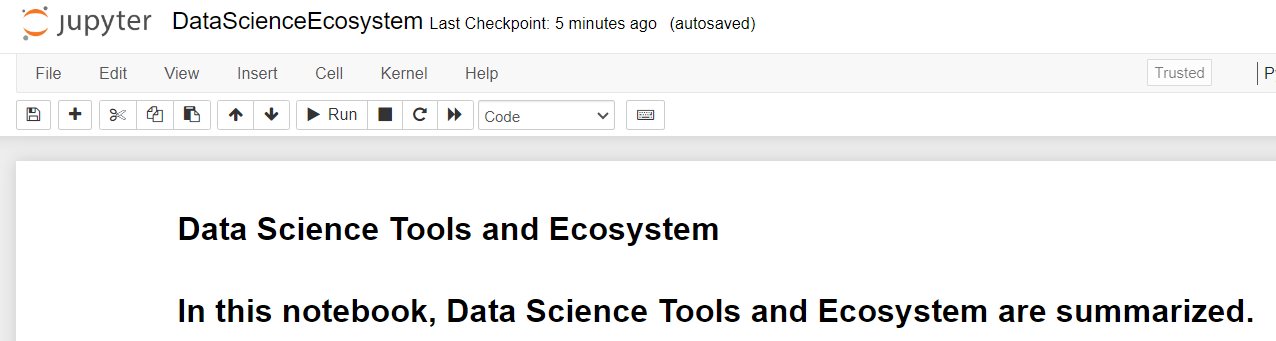 jupyter DataScienceEcosystem Last Checkpoint: 5 minutes ago (autosaved)
File Edit View Insert Cell Kernel Help Trusted
Run Code
Data Science Tools and Ecosystem
In this notebook, Data Science Tools and Ecosystem are summarized.